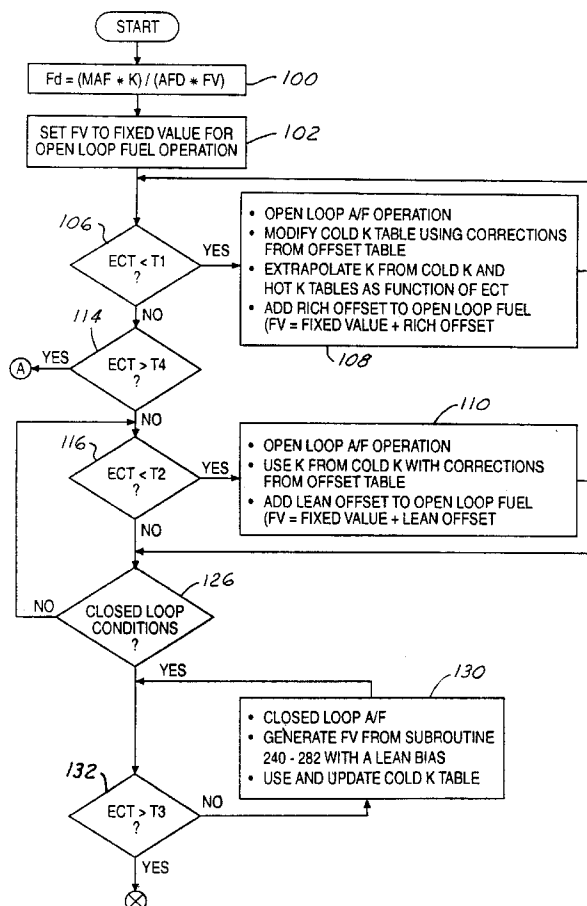 START
Fd = (MAF * K) / (AFD * FV)
100
SET FV TO FIXED VALUE FOR
OPEN LOOP FUEL OPERATION
102
106
ECT < T1
?
YES
NO
• OPEN LOOP A/F OPERATION
• MODIFY COLD K TABLE USING CORRECTIONS
FROM OFFSET TABLE
• EXTRAPOLATE K FROM COLD K AND
HOT K TABLES AS FUNCTION OF ECT
• ADD RICH OFFSET TO OPEN LOOP FUEL
(FV = FIXED VALUE + RICH OFFSET
108
114
ECT > T4
?
YES
A
NO
116
ECT < T2
?
YES
NO
110
• OPEN LOOP A/F OPERATION
• USE K FROM COLD K WITH CORRECTIONS
FROM OFFSET TABLE
• ADD LEAN OFFSET TO OPEN LOOP FUEL
(FV = FIXED VALUE + LEAN OFFSET
126
CLOSED LOOP
CONDITIONS
?
NO
YES
130
• CLOSED LOOP A/F
• GENERATE FV FROM SUBROUTINE
240 - 282 WITH A LEAN BIAS
• USE AND UPDATE COLD K TABLE
132
ECT > T3
?
NO
YES